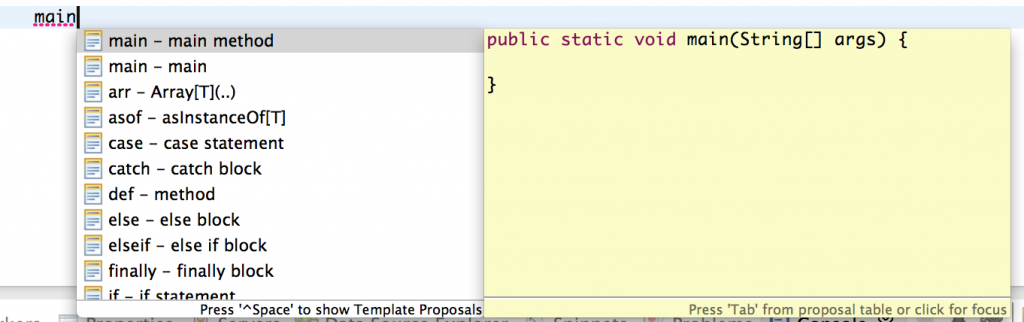 main
main – main method
main – main
arr – Array[T](..)
asof – asInstanceOf[T]
case – case statement
catch – catch block
def – method
else – else block
elseif – else if block
finally – finally block
if – if statement
Press '^Space' to show Template Proposals
public static void main(String[] args) {
}
Press 'Tab' from proposal table or click for focus